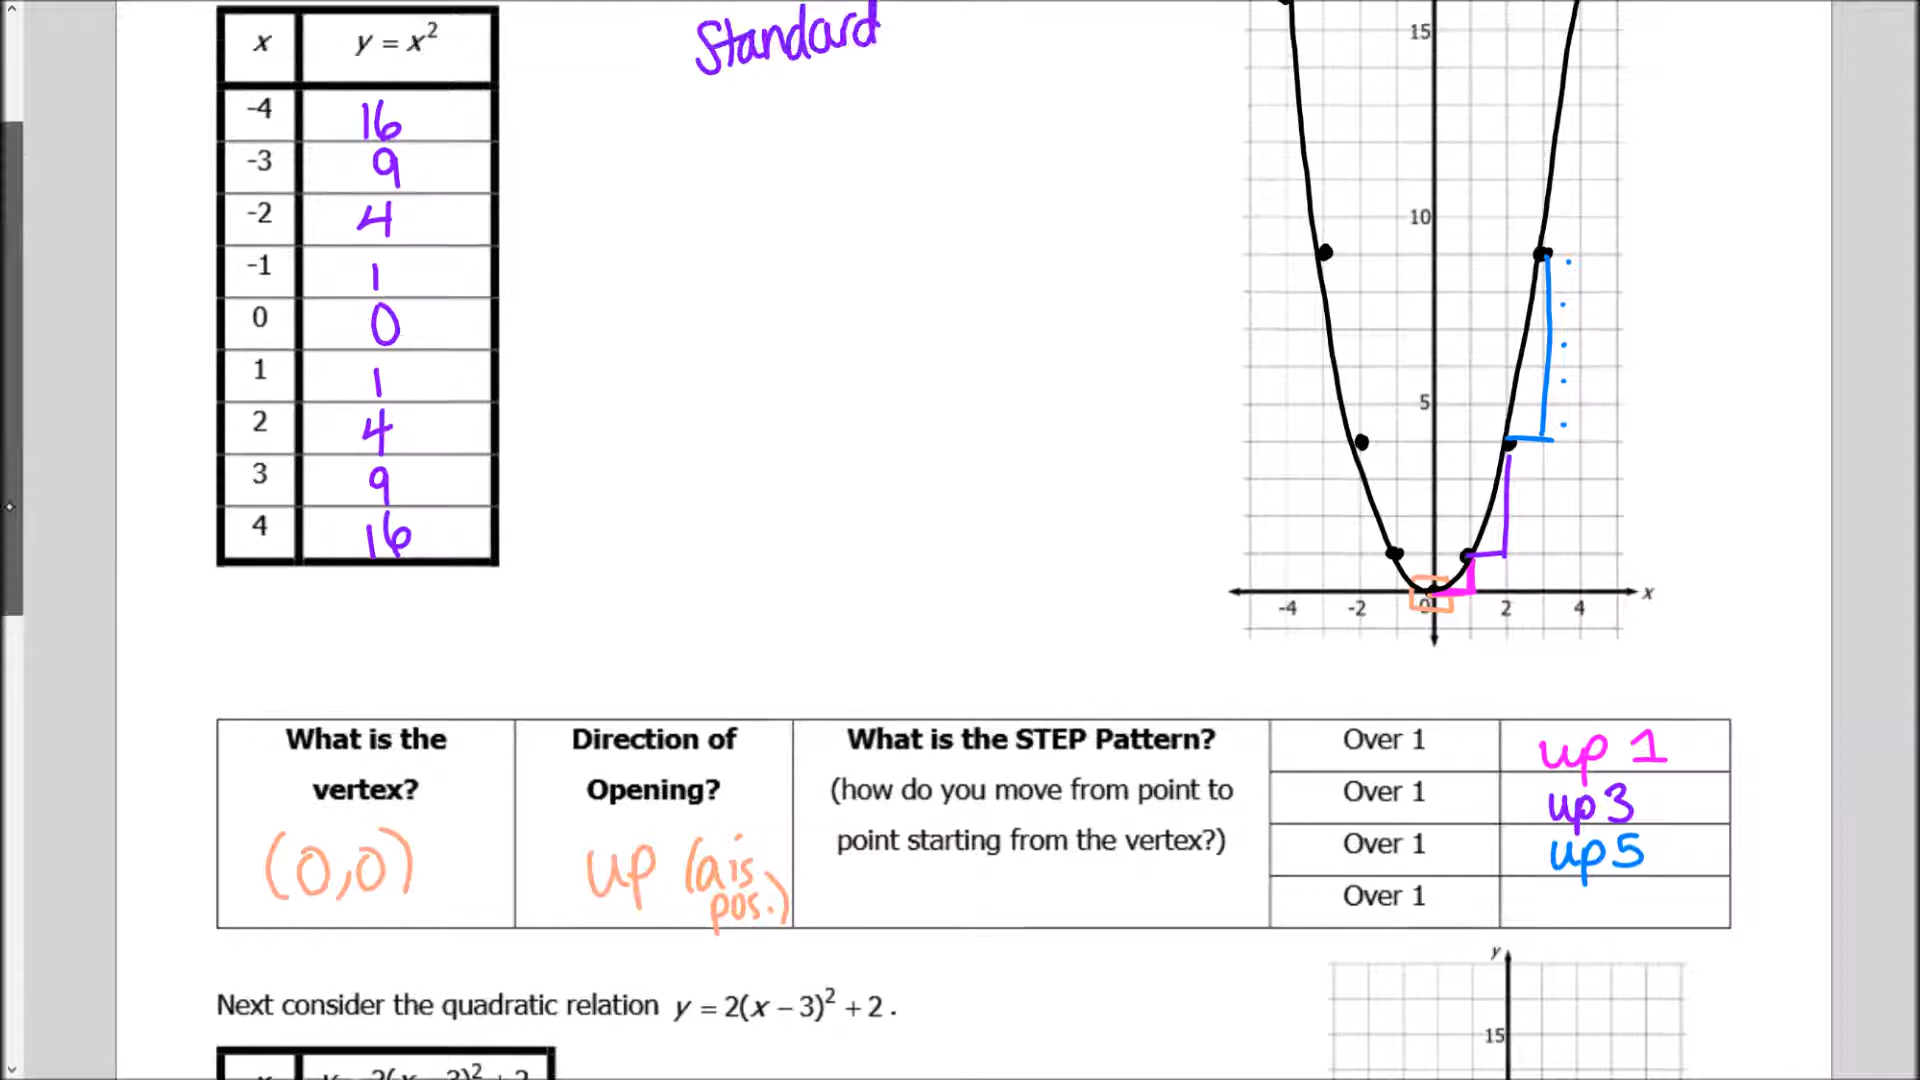 x y = x²
Standard
-4 16
-3 9
-2 4
-1 1
0 0
1 1
2 4
3 9
4 16
15
10
5
-4 -2 0 2 4 x
What is the vertex?
(0,0)
Direction of Opening?
up (a is pos.)
What is the STEP Pattern?
(how do you move from point to
point starting from the vertex?)
Over 1 up 1
Over 1 up 3
Over 1 up 5
Over 1
Next consider the quadratic relation y = 2(x – 3)² + 2 .
y
15